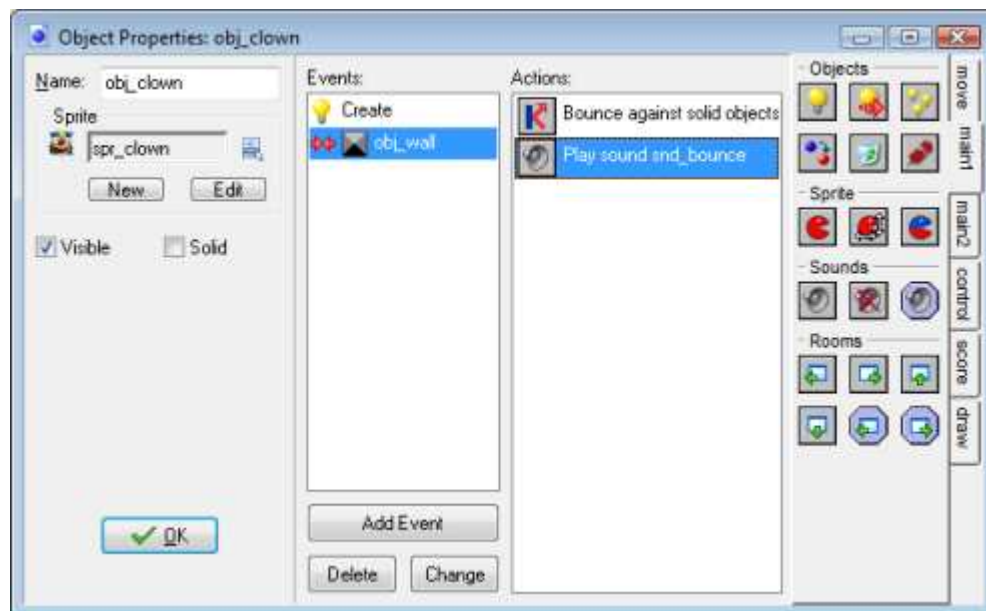 Object Properties: obj_clown
Name: obj_clown
Sprite
spr_clown
New Edit
Visible Solid
OK
Events:
Create
obj_wall
Add Event
Delete Change
Actions:
Bounce against solid objects
Play sound snd_bounce
Objects
Sprite
Sounds
Rooms
move
main1
main2
control
score
draw